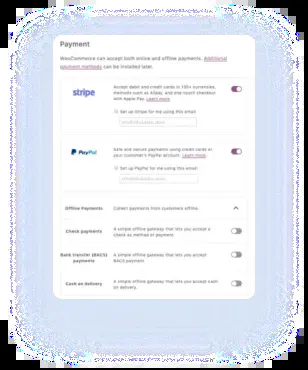 Payment
WooCommerce can accept both online and offline payments. Additional
payment methods can be installed later.
stripe
Accept debit and credit cards in 135+ currencies,
methods such as Alipay, and one-touch checkout
with Apple Pay. Learn more
Set up Stripe for me using this email:
PayPal
Safe and secure payments using credit cards or
your customer's PayPal account. Learn more
Set up PayPal for me using this email:
Offline Payments
Collect payments from customers offline.
Check payments
A simple offline gateway that lets you accept a
check as method of payment.
Bank transfer (BACS)
payments
A simple offline gateway that lets you accept
BACS payment.
Cash on delivery
A simple offline gateway that lets you accept cash
on delivery.